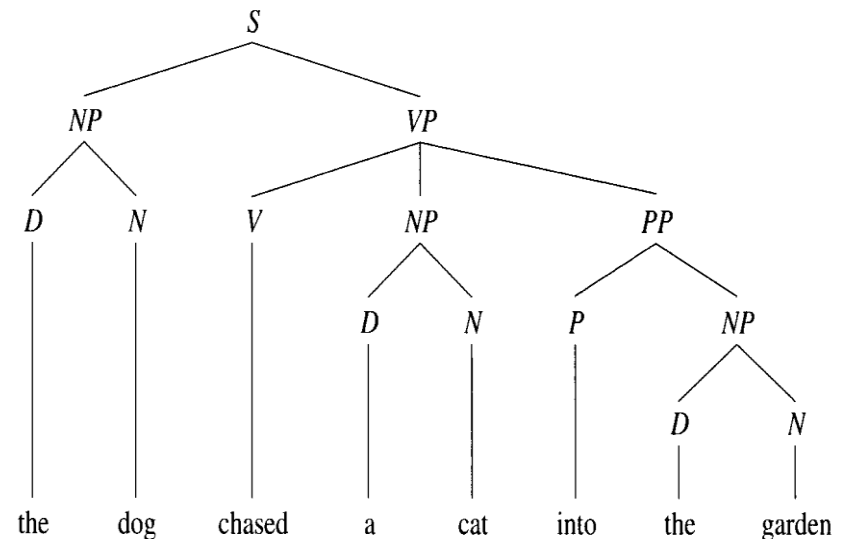 S
NP VP
D N V NP PP
D N P NP
D N
the dog chased a cat into the garden